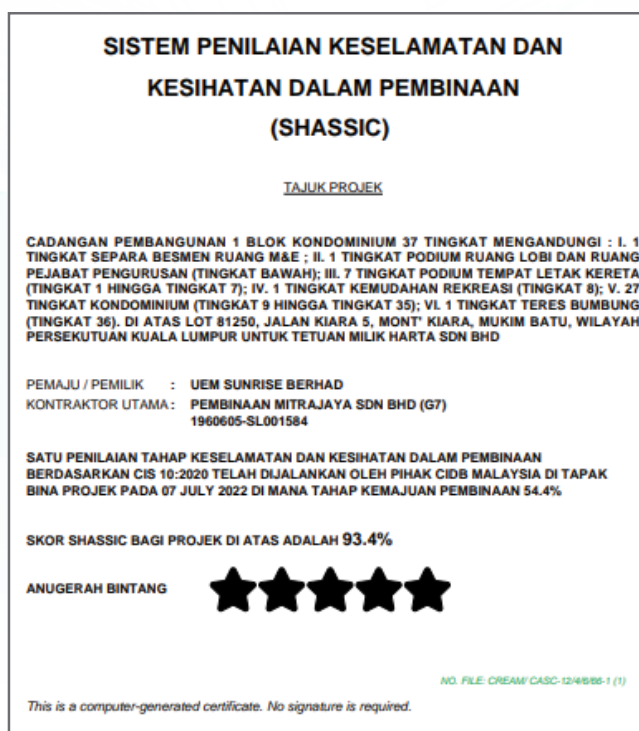 SISTEM PENILAIAN KESELAMATAN DAN
KESIHATAN DALAM PEMBINAAN
(SHASSIC)
TAJUK PROJEK
CADANGAN PEMBANGUNAN 1 BLOK KONDOMINIUM 37 TINGKAT MENGANDUNGI : I. 1
TINGKAT SEPARA BESMEN RUANG M&E ; II. 1 TINGKAT PODIUM RUANG LOBI DAN RUANG
PEJABAT PENGURUSAN (TINGKAT BAWAH); III. 7 TINGKAT PODIUM TEMPAT LETAK KERETA
(TINGKAT 1 HINGGA TINGKAT 7); IV. 1 TINGKAT KEMUDAHAN REKREASI (TINGKAT 8); V. 27
TINGKAT KONDOMINIUM (TINGKAT 9 HINGGA TINGKAT 35); VI. 1 TINGKAT TERES BUMBUNG
(TINGKAT 36). DI ATAS LOT 81250, JALAN KIARA 5, MONT' KIARA, MUKIM BATU, WILAYAH
PERSEKUTUAN KUALA LUMPUR UNTUK TETUAN MILIK HARTA SDN BHD
PEMAJU / PEMILIK : UEM SUNRISE BERHAD
KONTRAKTOR UTAMA : PEMBINAAN MITRAJAYA SDN BHD (G7)
1960605-SL001584
SATU PENILAIAN TAHAP KESELAMATAN DAN KESIHATAN DALAM PEMBINAAN
BERDASARKAN CIS 10:2020 TELAH DIJALANKAN OLEH PIHAK CIDB MALAYSIA DI TAPAK
BINA PROJEK PADA 07 JULY 2022 DI MANA TAHAP KEMAJUAN PEMBINAAN 54.4%
SKOR SHASSIC BAGI PROJEK DI ATAS ADALAH 93.4%
ANUGERAH BINTANG
NO. FILE: CREAM/ CASC-12/4/8/66-1 (1)
This is a computer-generated certificate. No signature is required.